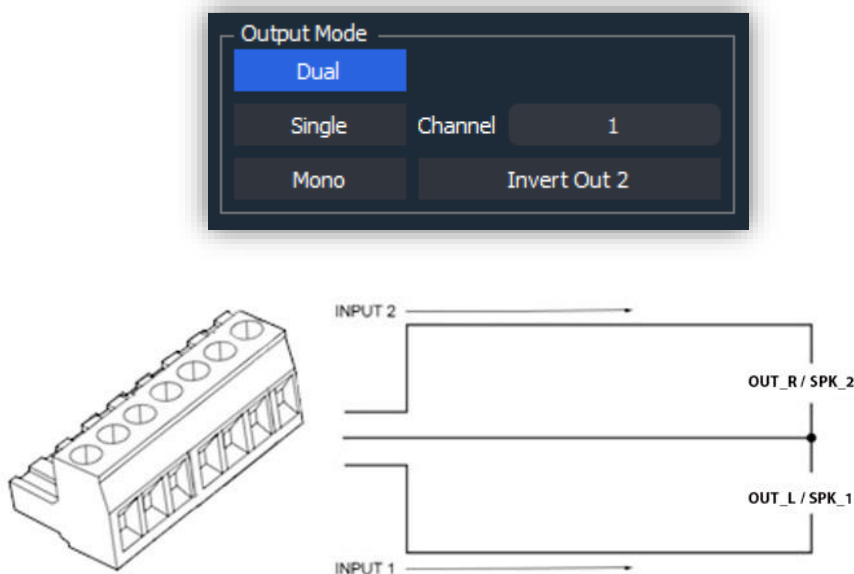 Output Mode
Dual
Single Channel 1
Mono Invert Out 2
INPUT 2
OUT_R / SPK_2
OUT_L / SPK_1
INPUT 1